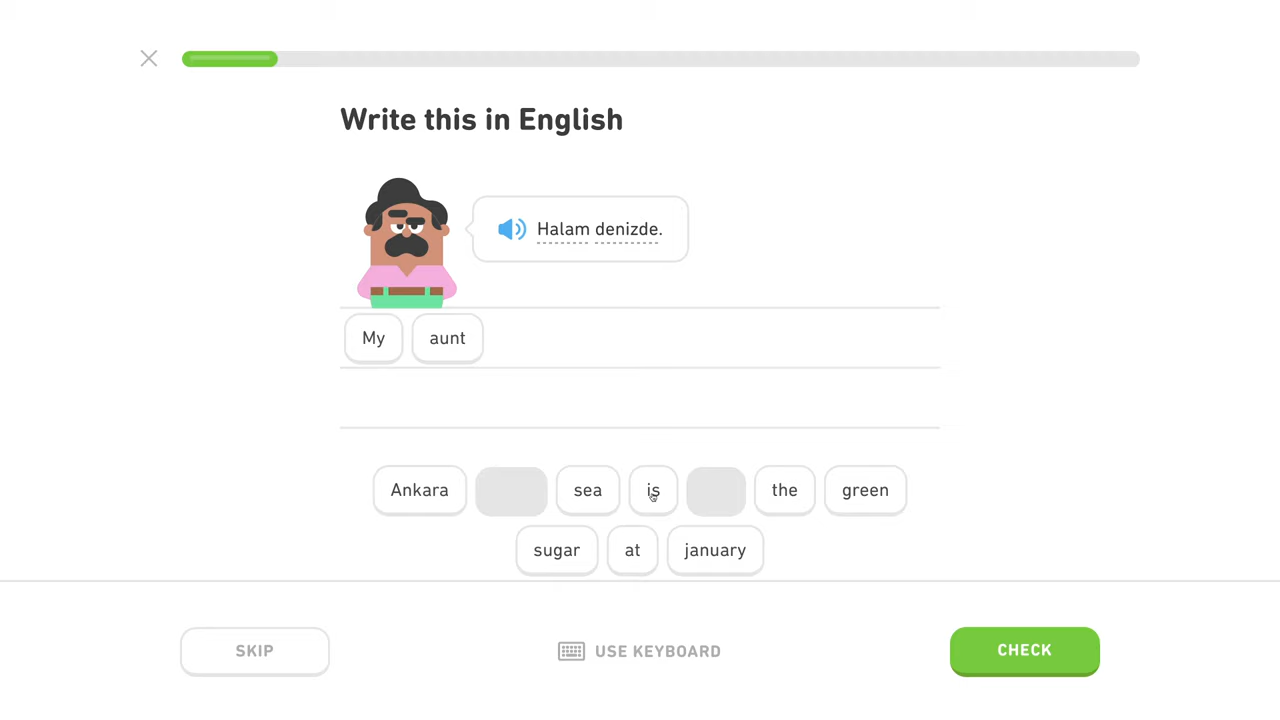 Write this in English
Halam denizde.
My aunt
Ankara sea is the green
sugar at january
SKIP USE KEYBOARD CHECK